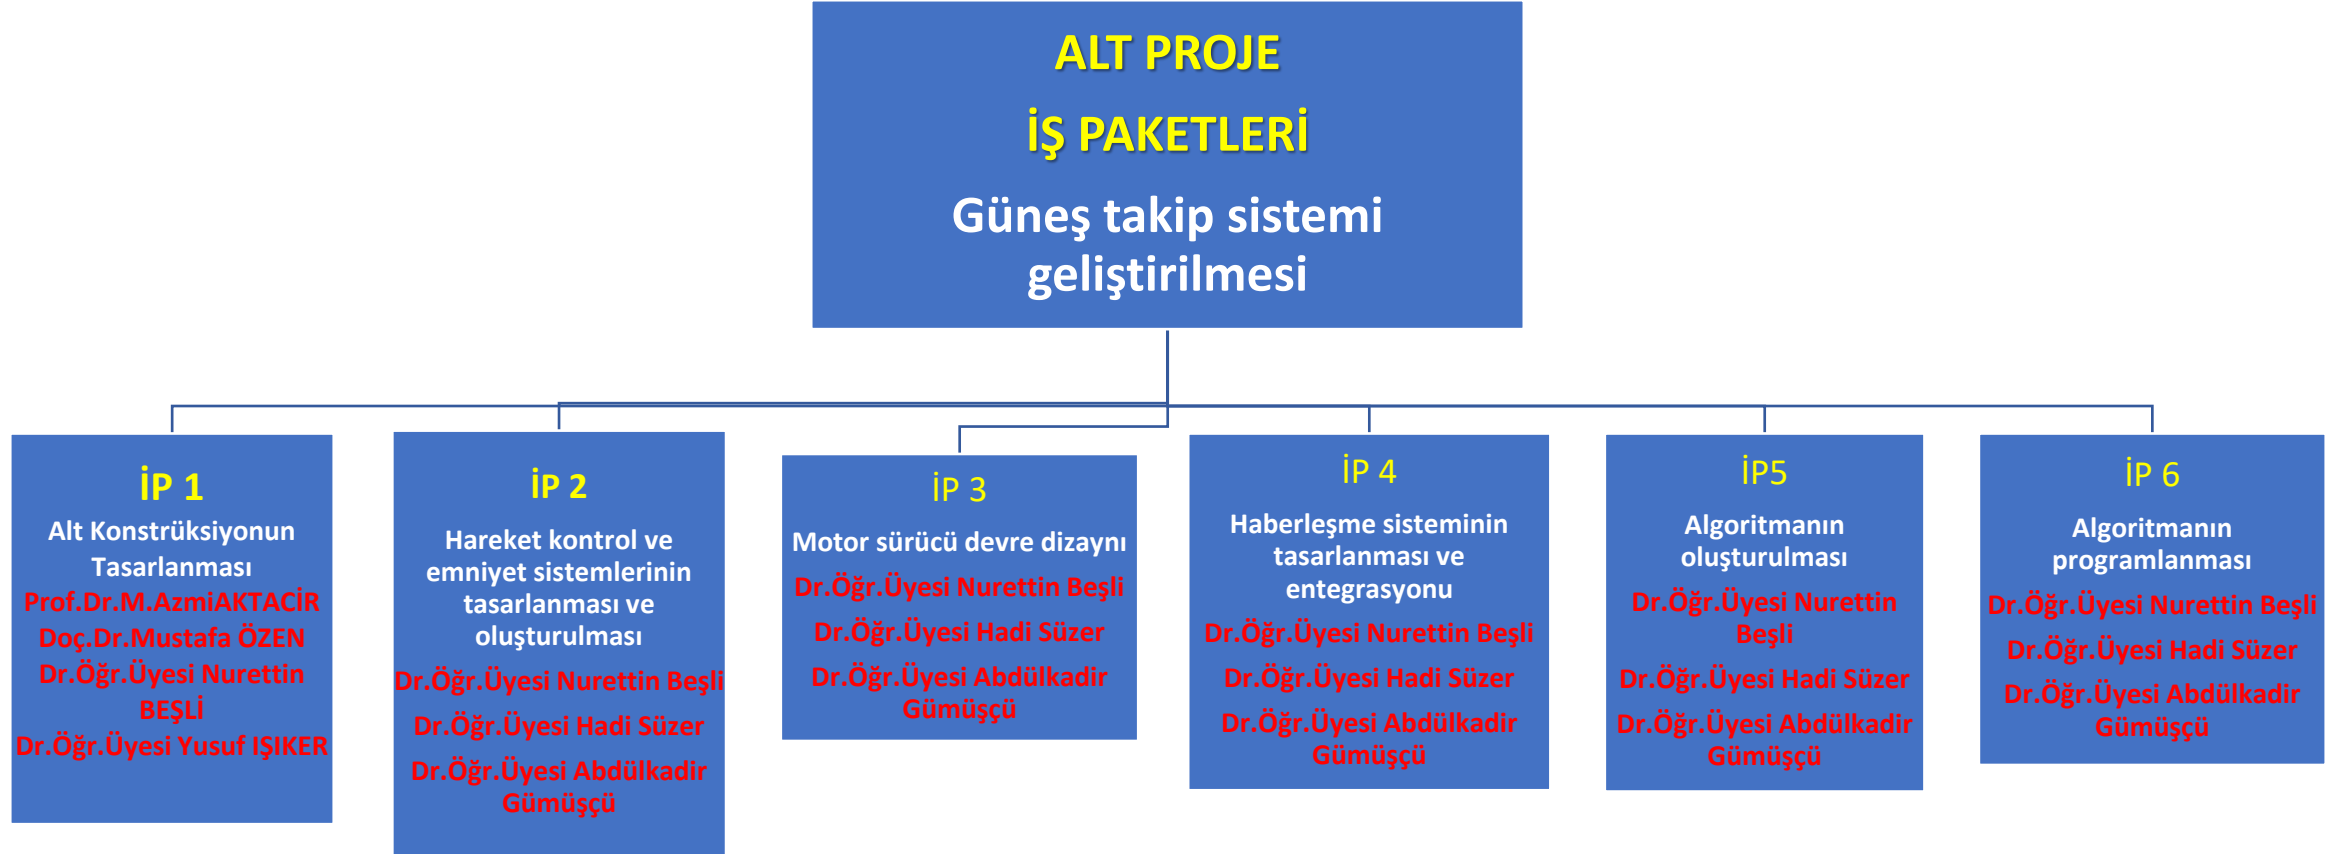 ALT PROJE
İŞ PAKETLERİ
Güneş takip sistemi
geliştirilmesi
İP 1
Alt Konstrüksiyonun
Tasarlanması
Prof.Dr.M.AzmiAKTACİR
Doç.Dr.Mustafa ÖZEN
Dr.Öğr.Üyesi Nurettin
BEŞLİ
Dr.Öğr.Üyesi Yusuf IŞIKER
İP 2
Hareket kontrol ve
emniyet sistemlerinin
tasarlanması ve
oluşturulması
Dr.Öğr.Üyesi Nurettin Beşli
Dr.Öğr.Üyesi Hadi Süzer
Dr.Öğr.Üyesi Abdülkadir
Gümüşçü
İP 3
Motor sürücü devre dizaynı
Dr.Öğr.Üyesi Nurettin Beşli
Dr.Öğr.Üyesi Hadi Süzer
Dr.Öğr.Üyesi Abdülkadir
Gümüşçü
İP 4
Haberleşme sisteminin
tasarlanması ve
entegrasyonu
Dr.Öğr.Üyesi Nurettin Beşli
Dr.Öğr.Üyesi Hadi Süzer
Dr.Öğr.Üyesi Abdülkadir
Gümüşçü
İP5
Algoritmanın
oluşturulması
Dr.Öğr.Üyesi Nurettin
Beşli
Dr.Öğr.Üyesi Hadi Süzer
Dr.Öğr.Üyesi Abdülkadir
Gümüşçü
İP 6
Algoritmanın
programlanması
Dr.Öğr.Üyesi Nurettin Beşli
Dr.Öğr.Üyesi Hadi Süzer
Dr.Öğr.Üyesi Abdülkadir
Gümüşçü